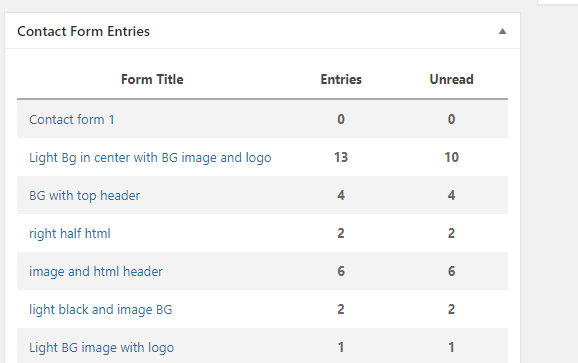 Contact Form Entries
Form Title Entries Unread
Contact form 1 0 0
Light Bg in center with BG image and logo 13 10
BG with top header 4 4
right half html 2 2
image and html header 6 6
light black and image BG 2 2
Light BG image with logo 1 1